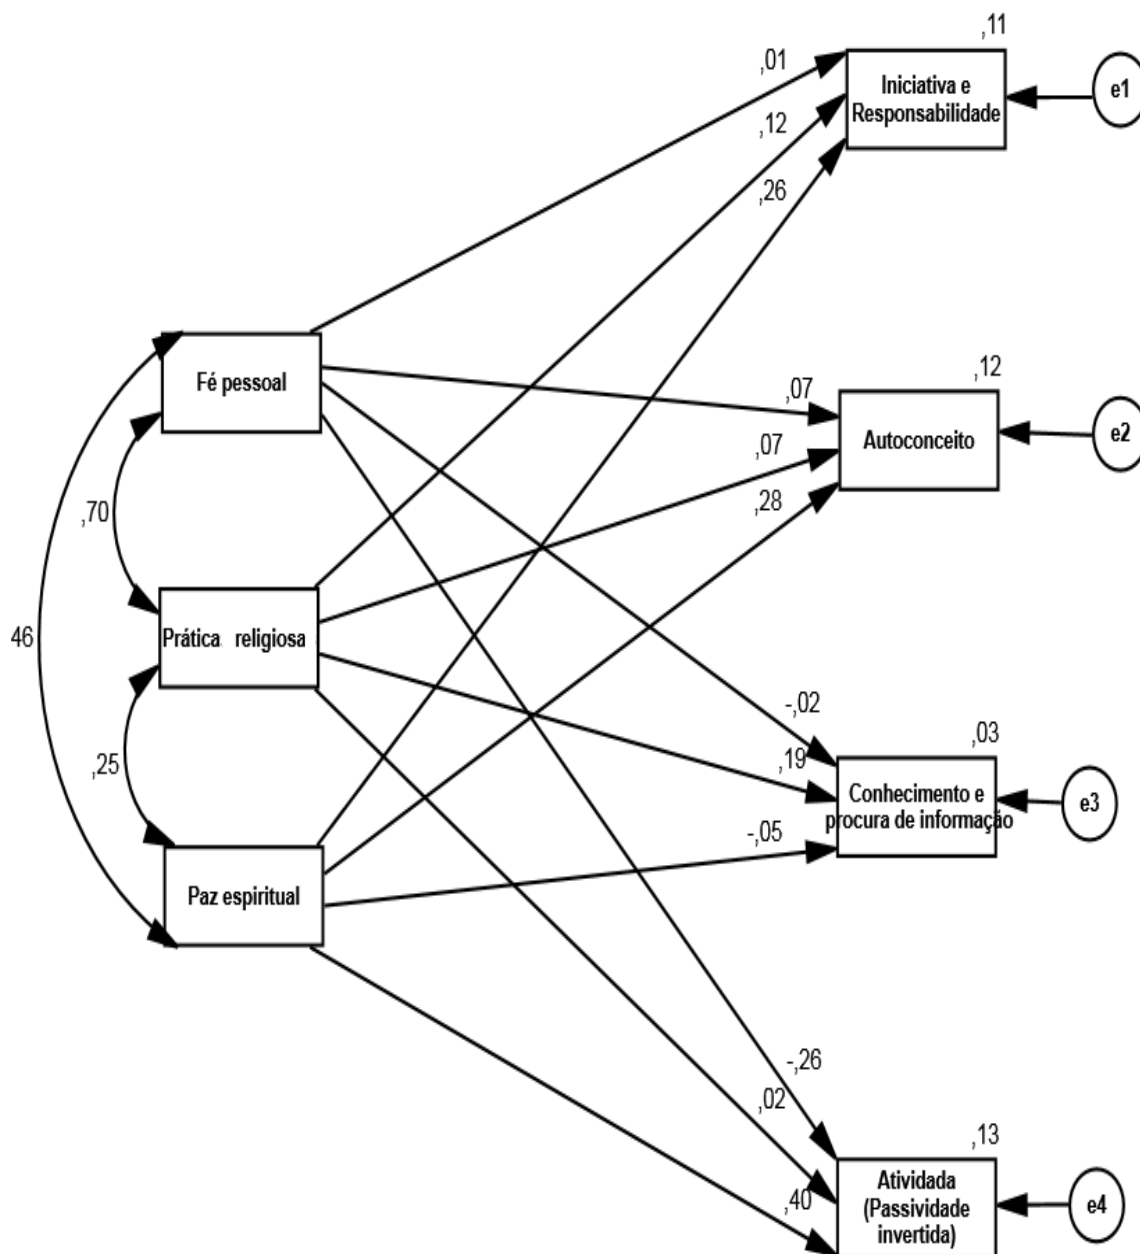 ,11
,01
Iniciativa e
Responsabilidade
e1
,12
,26
Fé pessoal
,12
,07
Autoconceito
e2
,07
,28
,70
46
Prática religiosa
,25
-,02
,03
,19
Conhecimento e
procura de informação
e3
-,05
Paz espiritual
-,26
,02
,13
Atividada
(Passividade
invertida)
e4
,40